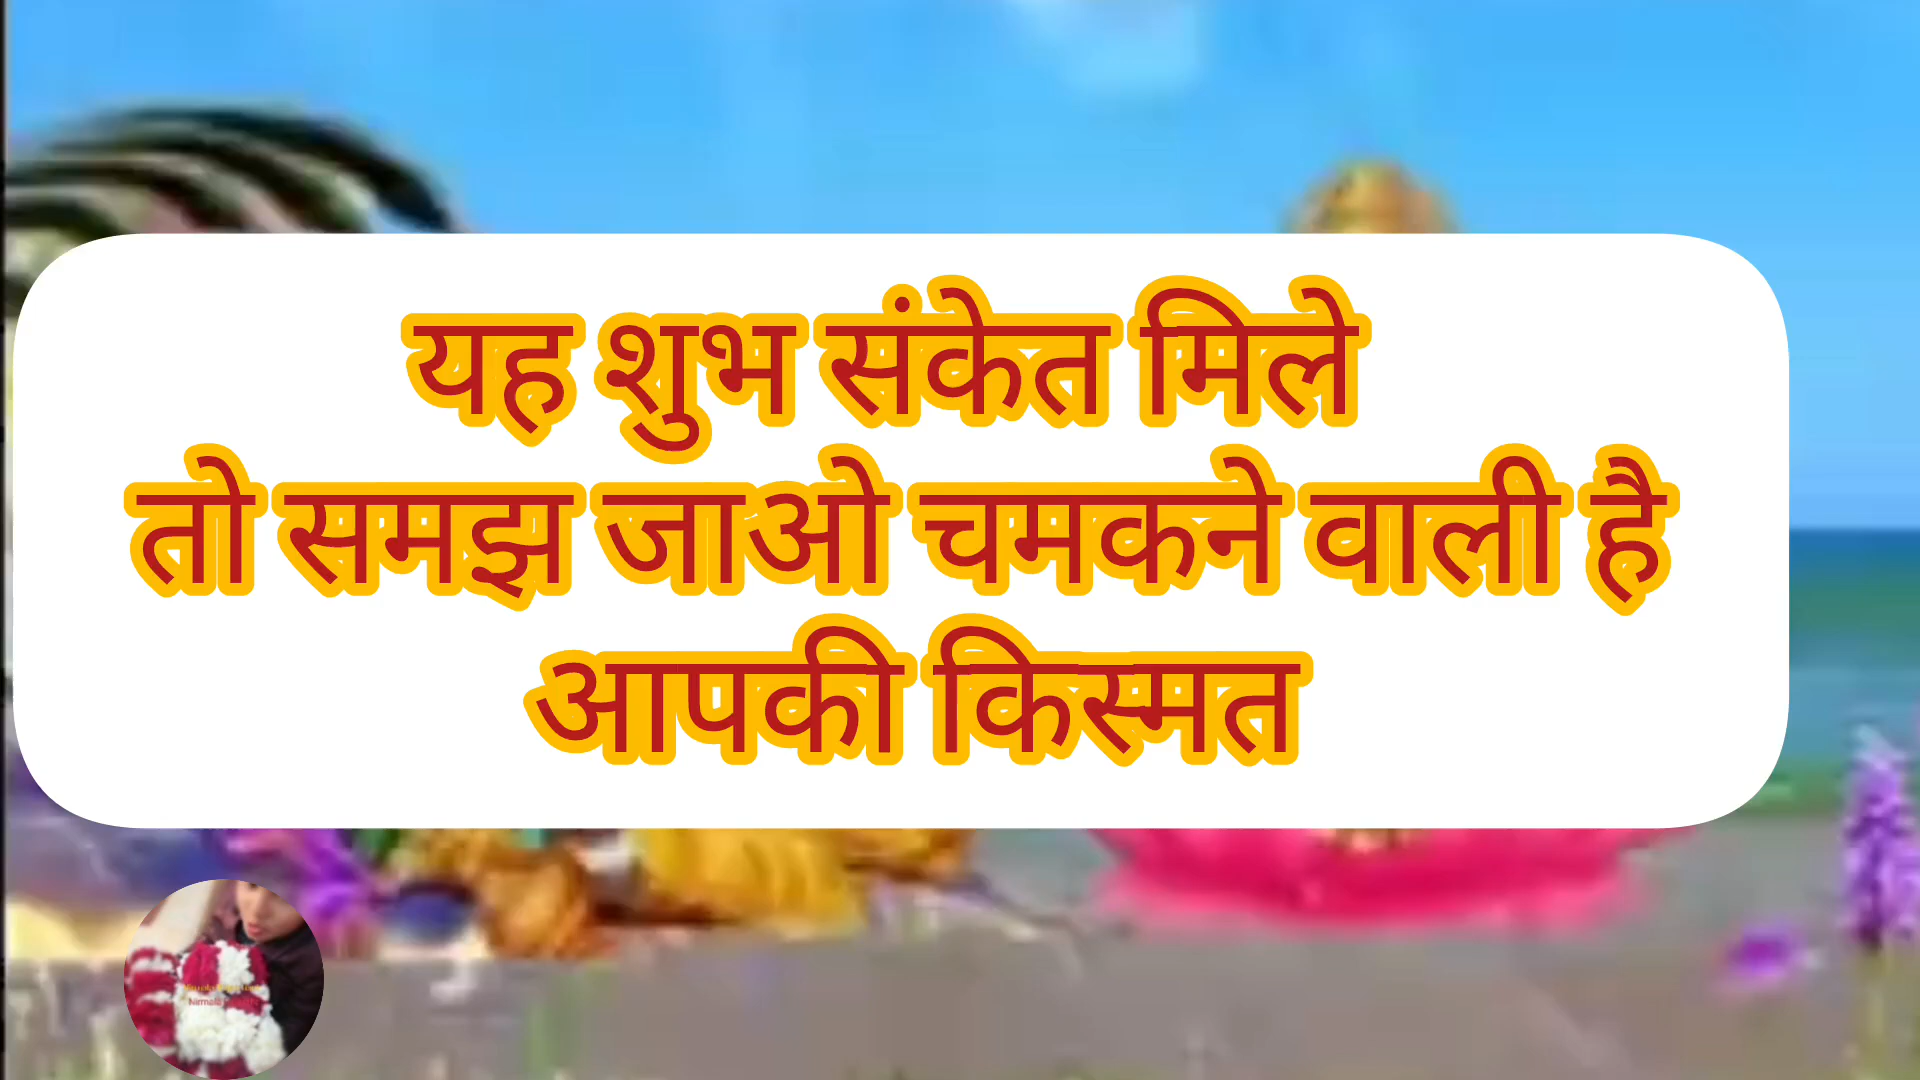 यह शुभ संकेत मिले
तो समझ जाओ चमकने वाली है
आपकी किस्मत